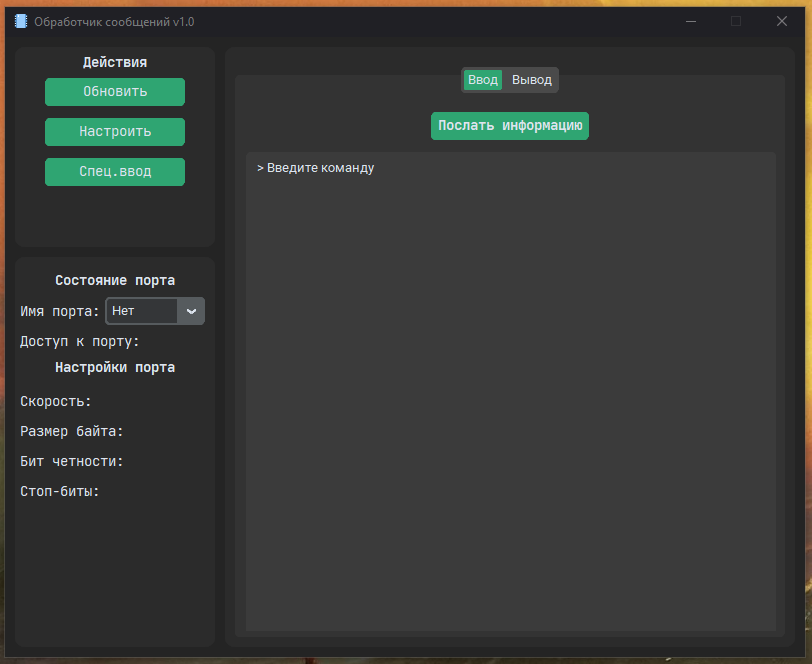 Обработчик сообщений v1.0
Действия
Обновить
Настроить
Спец.ввод
Состояние порта
Имя порта: Нет
Доступ к порту:
Настройки порта
Скорость:
Размер байта:
Бит четности:
Стоп-биты:
Ввод Вывод
Послать информацию
> Введите команду